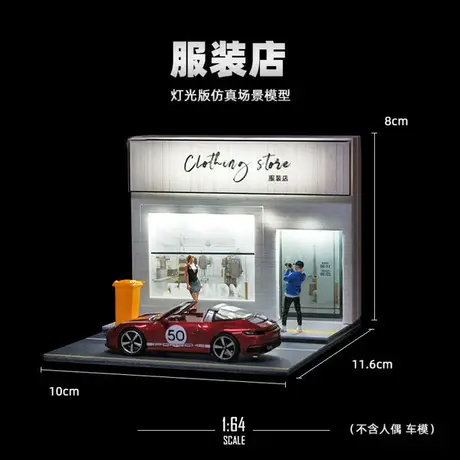 服装店
灯光版仿真场景模型
8cm
Clothing store
服装店
50
10cm
11.6cm
1:64
SCALE
(不含人偶 车模)